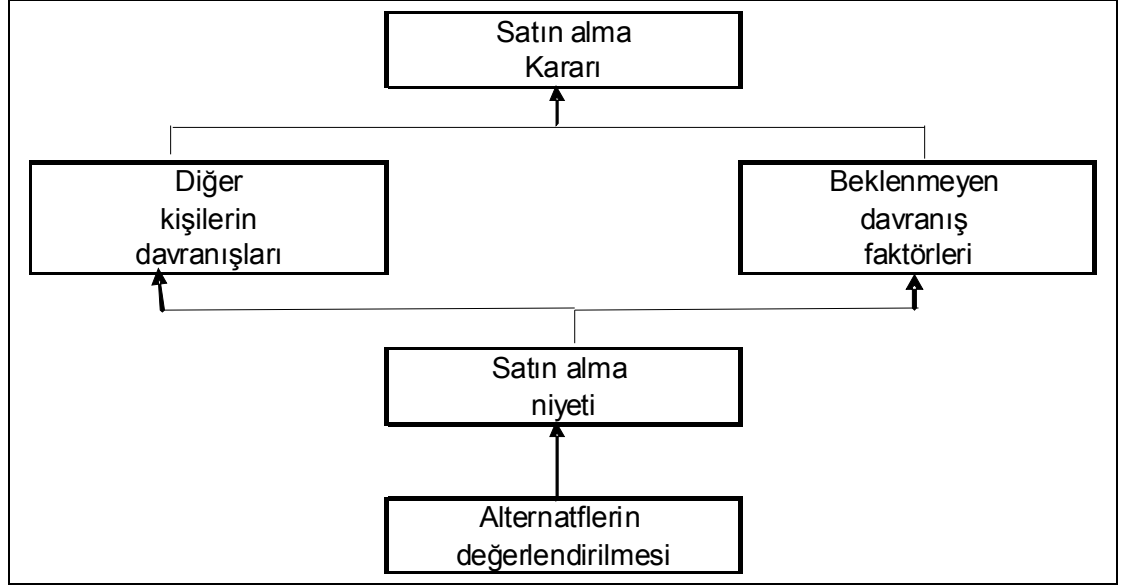 Satın alma
Kararı
Diğer
kişilerin
davranışları
Beklenmeyen
davranış
faktörleri
Satın alma
niyeti
Alternatflerin
değerlendirilmesi